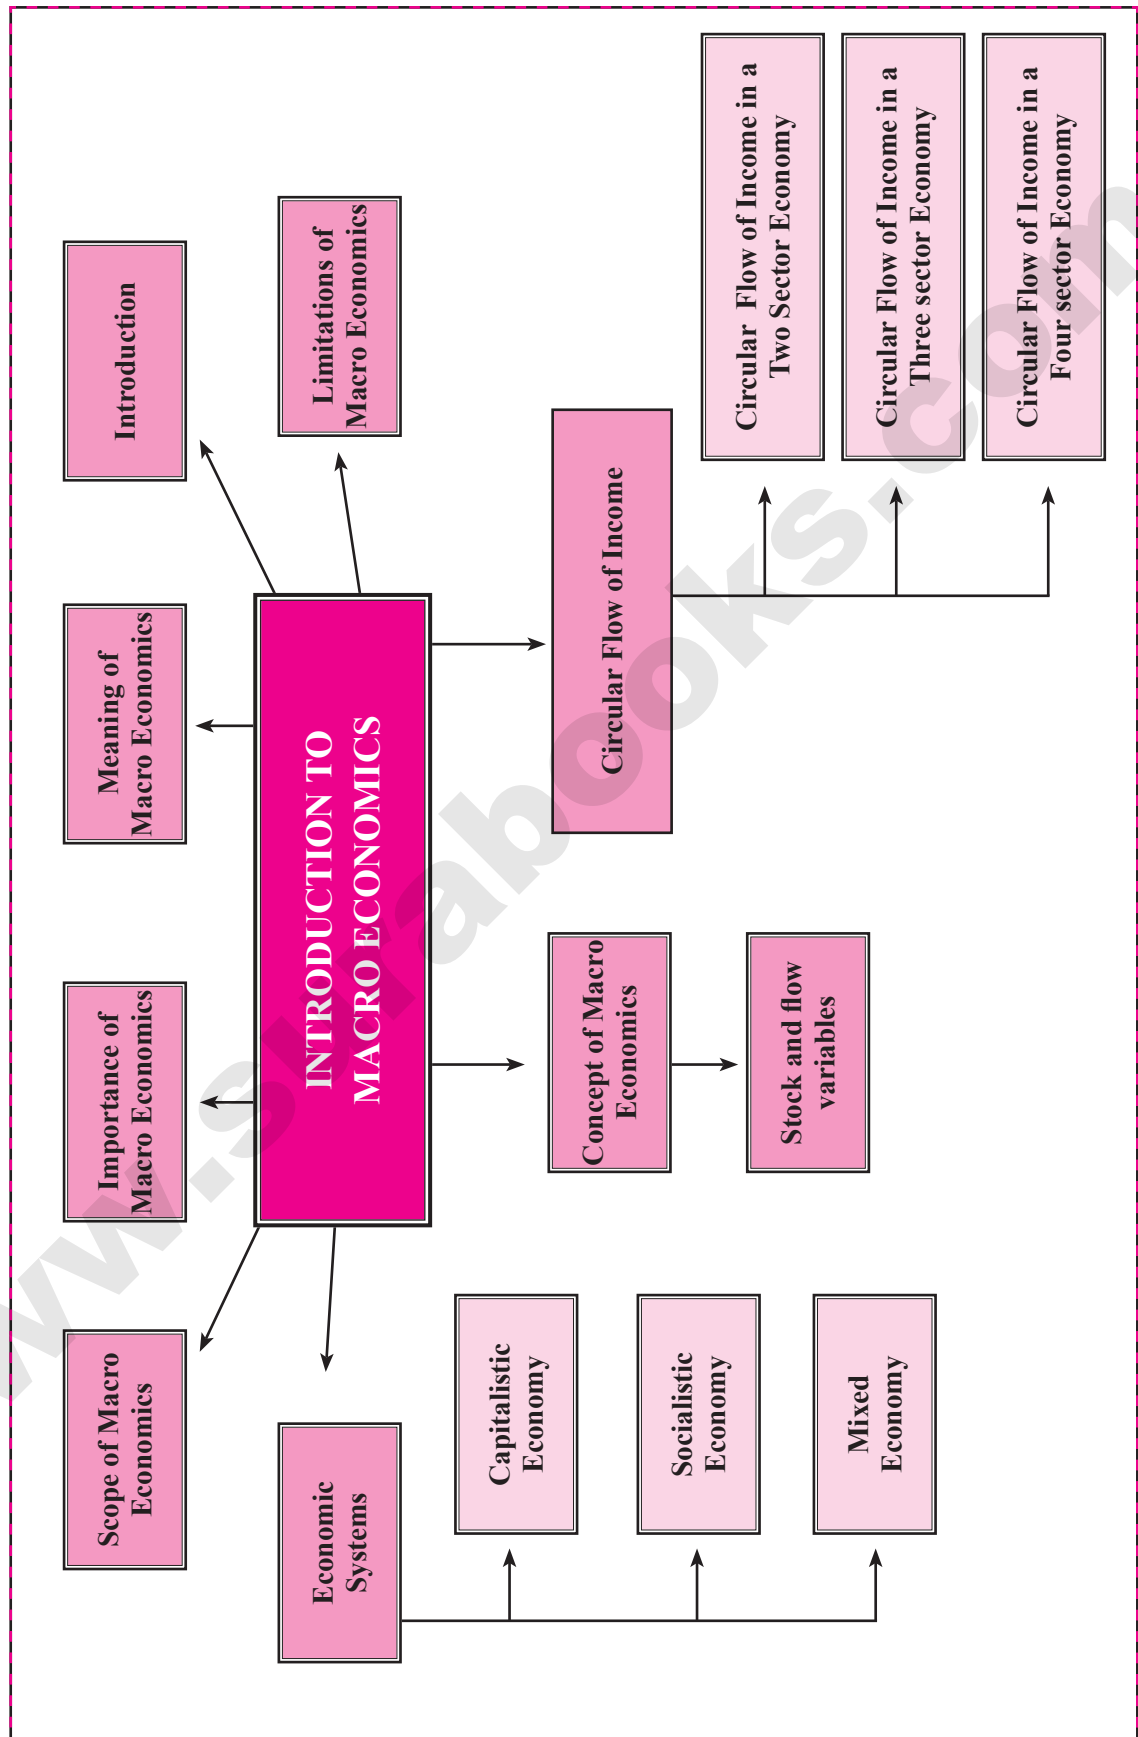 Scope of Macro
Economics
Importance of
Macro Economics
Meaning of
Macro Economics
Introduction
Economic
Systems
INTRODUCTION TO
MACRO ECONOMICS
Limitations of
Macro Economics
Capitalistic
Economy
Socialistic
Economy
Mixed
Economy
Concept of Macro
Economics
Stock and flow
variables
Circular Flow of Income
Circular Flow of Income in a
Two Sector Economy
Circular Flow of Income in a
Three sector Economy
Circular Flow of Income in a
Four sector Economy
www.surabooks.com